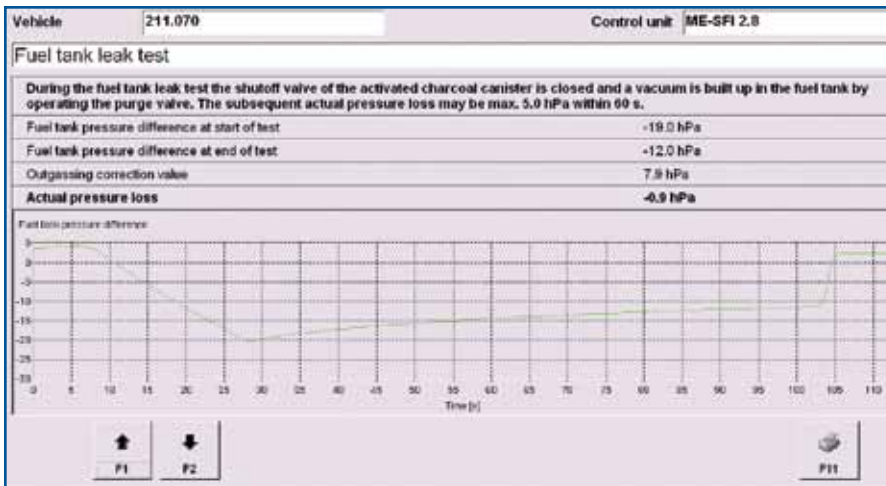 Vehicle 211.070 Control unit ME-SFI 2.8
Fuel tank leak test
During the fuel tank leak test the shutoff valve of the activated charcoal canister is closed and a vacuum is built up in the fuel tank by
operating the purge valve. The subsequent actual pressure loss may be max. 5.0 hPa within 60 s.
Fuel tank pressure difference at start of test -19.0 hPa
Fuel tank pressure difference at end of test -12.0 hPa
Outgassing correction value 7.9 hPa
Actual pressure loss -0.9 hPa
Fuel tank pressure difference
5
0
-5
-10
-15
-20
-25
-30
0 5 10 15 20 25 30 35 40 45 50 55 60 65 70 75 80 85 90 95 100 105 110
Time [s]
F1 F2 F11